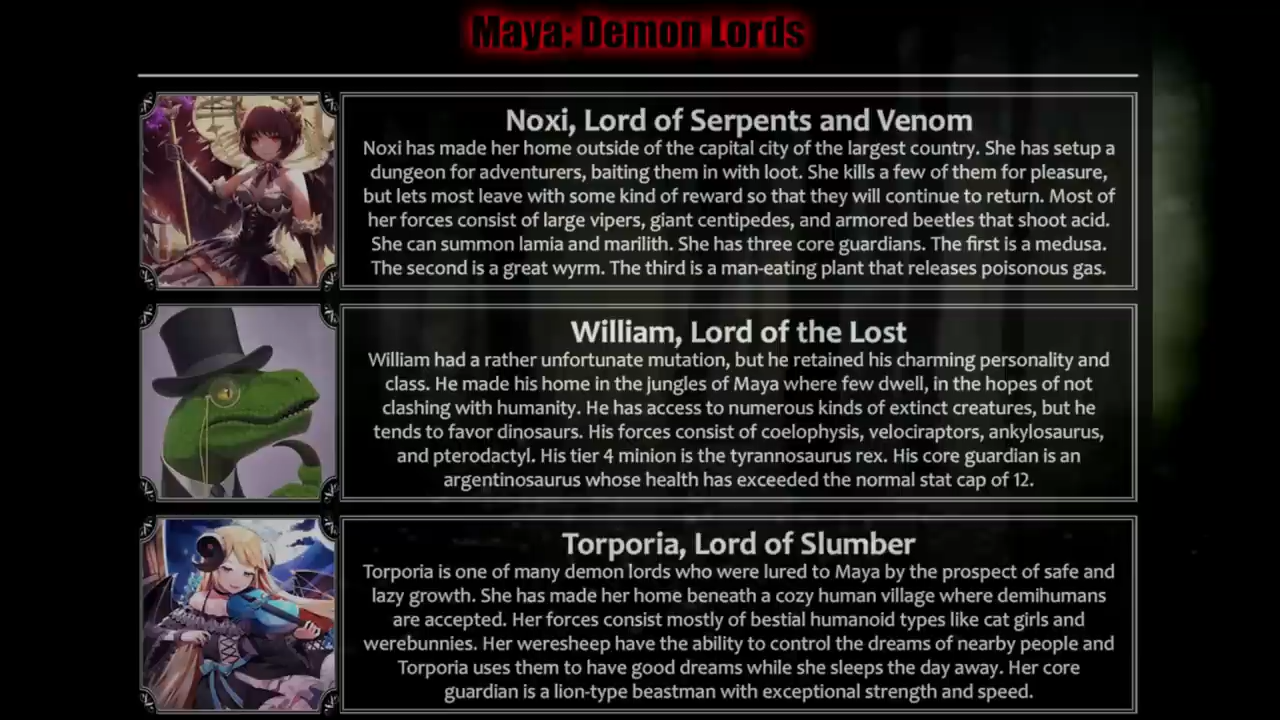 Maya: Demon Lords
Noxi, Lord of Serpents and Venom
Noxi has made her home outside of the capital city of the largest country. She has setup a
dungeon for adventurers, baiting them in with loot. She kills a few of them for pleasure,
but lets most leave with some kind of reward so that they will continue to return. Most of
her forces consist of large vipers, giant centipedes, and armored beetles that shoot acid.
She can summon lamia and marilith. She has three core guardians. The first is a medusa.
The second is a great wyrm. The third is a man-eating plant that releases poisonous gas.
William, Lord of the Lost
William had a rather unfortunate mutation, but he retained his charming personality and
class. He made his home in the jungles of Maya where few dwell, in the hopes of not
clashing with humanity. He has access to numerous kinds of extinct creatures, but he
tends to favor dinosaurs. His forces consist of coelophysis, velociraptors, ankylosaurus,
and pterodactyl. His tier 4 minion is the tyrannosaurus rex. His core guardian is an
argentinosaurus whose health has exceeded the normal stat cap of 12.
Torporia, Lord of Slumber
Torporia is one of many demon lords who were lured to Maya by the prospect of safe and
lazy growth. She has made her home beneath a cozy human village where demihumans
are accepted. Her forces consist mostly of bestial humanoid types like cat girls and
werebunnies. Her weresheep have the ability to control the dreams of nearby people and
Torporia uses them to have good dreams while she sleeps the day away. Her core
guardian is a lion-type beastman with exceptional strength and speed.